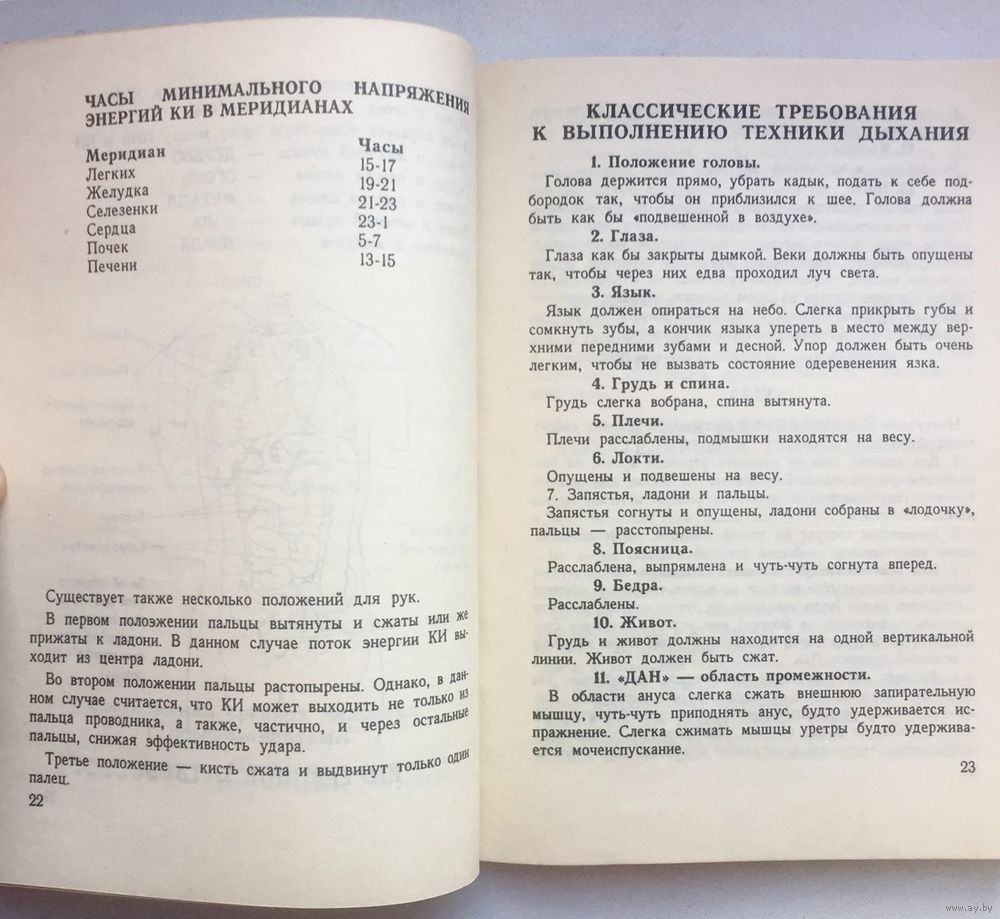 ЧАСЫ МИНИМАЛЬНОГО НАПРЯЖЕНИЯ
ЭНЕРГИЙ КИ В МЕРИДИАНАХ
Меридиан Часы
Легких 15-17
Желудка 19-21
Селезенки 21-23
Сердца 23-1
Почек 5-7
Печени 13-15
Существует также несколько положений для рук.
В первом полоэжении пальцы вытянуты и сжаты или же
прижаты к ладони. В данном случае поток энергии КИ вы-
ходит из центра ладони.
Во втором положении пальцы растопырены. Однако, в дан-
ном случае считается, что КИ может выходить не только из
пальца проводника, а также, частично, и через остальные
пальцы, снижая эффективность удара.
Третье положение — кисть сжата и выдвинут только один
палец.
22
КЛАССИЧЕСКИЕ ТРЕБОВАНИЯ
К ВЫПОЛНЕНИЮ ТЕХНИКИ ДЫХАНИЯ
1. Положение головы.
Голова держится прямо, убрать кадык, подать к себе под-
бородок так, чтобы он приблизился к шее. Голова должна
быть как бы «подвешенной в воздухе».
2. Глаза.
Глаза как бы закрыты дымкой. Веки должны быть опущены
так, чтобы через них едва проходил луч света.
3. Язык.
Язык должен опираться на небо. Слегка прикрыть губы и
сомкнуть зубы, а кончик языка упереть в место между вер-
хними передними зубами и десной. Упор должен быть очень
легким, чтобы не вызвать состояние одеревенения язка.
4. Грудь и спина.
Грудь слегка вобрана, спина вытянута.
5. Плечи.
Плечи расслаблены, подмышки находятся на весу.
6. Локти.
Опущены и подвешены на весу.
7. Запястья, ладони и пальцы.
Запястья согнуты и опущены, ладони собраны в «лодочку»,
пальцы — расстопырены.
8. Поясница.
Расслаблена, выпрямлена и чуть-чуть согнута вперед.
9. Бедра.
Расслаблены.
10. Живот.
Грудь и живот должны находится на одной вертикальной
линии. Живот должен быть сжат.
11. «ДАН» — область промежности.
В области ануса слегка сжать внешнюю запирательную
мышцу, чуть-чуть приподнять анус, будто удерживается ис-
пражнение. Слегка сжимать мышцы уретры будто удержива-
ется мочеиспускание.
23
www.ay.by